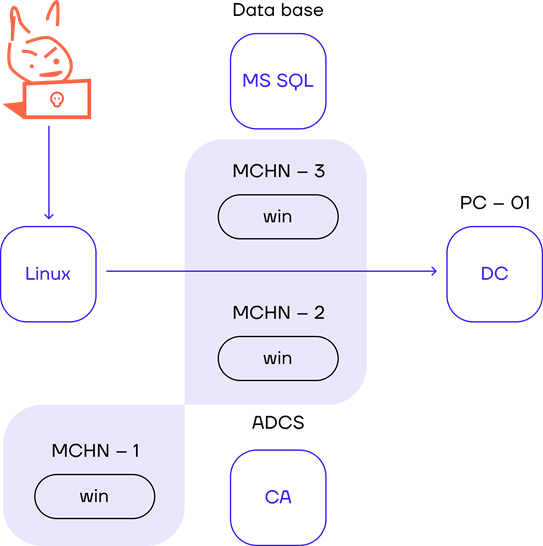 Data base
MS SQL
MCHN – 3
win
PC – 01
Linux
DC
MCHN – 2
win
ADCS
MCHN – 1
win
CA